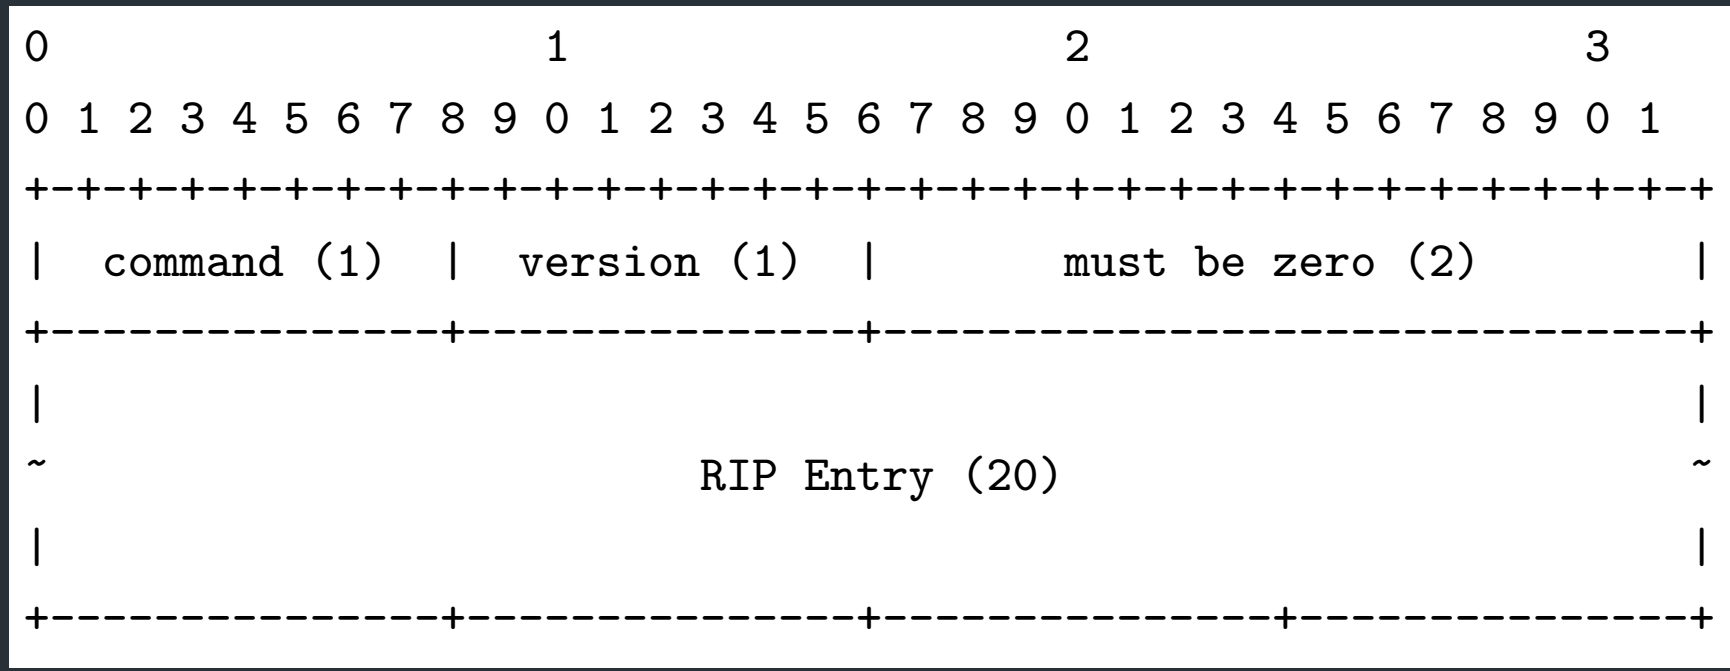 0                   1                   2                   3
0 1 2 3 4 5 6 7 8 9 0 1 2 3 4 5 6 7 8 9 0 1 2 3 4 5 6 7 8 9 0 1
+-+-+-+-+-+-+-+-+-+-+-+-+-+-+-+-+-+-+-+-+-+-+-+-+-+-+-+-+-+-+-+-+
|  command (1)  |  version (1)  |       must be zero (2)        |
+---------------+---------------+-------------------------------+
|                                                               |
~                         RIP Entry (20)                        ~
|                                                               |
+---------------+---------------+---------------+---------------+